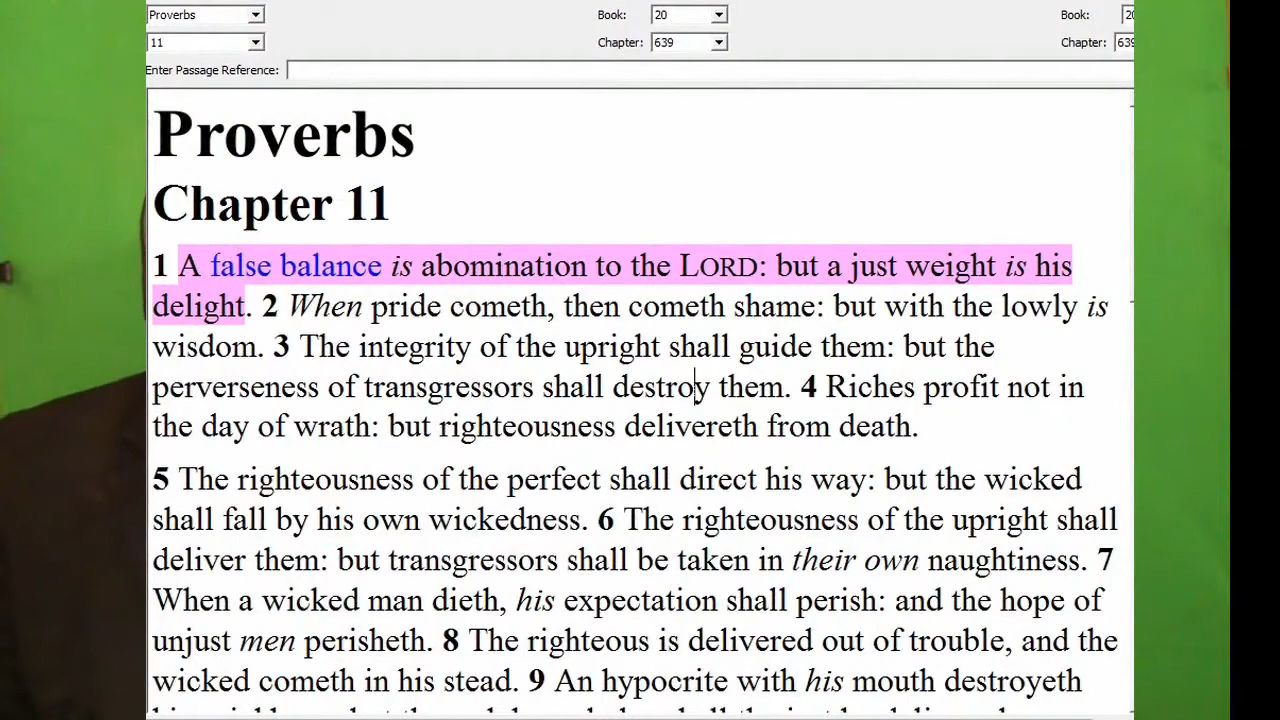 Proverbs
Book: 20
Book:
11
Chapter: 639
Chapter: 639
Enter Passage Reference:
Proverbs
Chapter 11
1 A false balance is abomination to the LORD: but a just weight is his
delight. 2 When pride cometh, then cometh shame: but with the lowly is
wisdom. 3 The integrity of the upright shall guide them: but the
perverseness of transgressors shall destroy them. 4 Riches profit not in
the day of wrath: but righteousness delivereth from death.
5 The righteousness of the perfect shall direct his way: but the wicked
shall fall by his own wickedness. 6 The righteousness of the upright shall
deliver them: but transgressors shall be taken in their own naughtiness. 7
When a wicked man dieth, his expectation shall perish: and the hope of
unjust men perisheth. 8 The righteous is delivered out of trouble, and the
wicked cometh in his stead. 9 An hypocrite with his mouth destroyeth